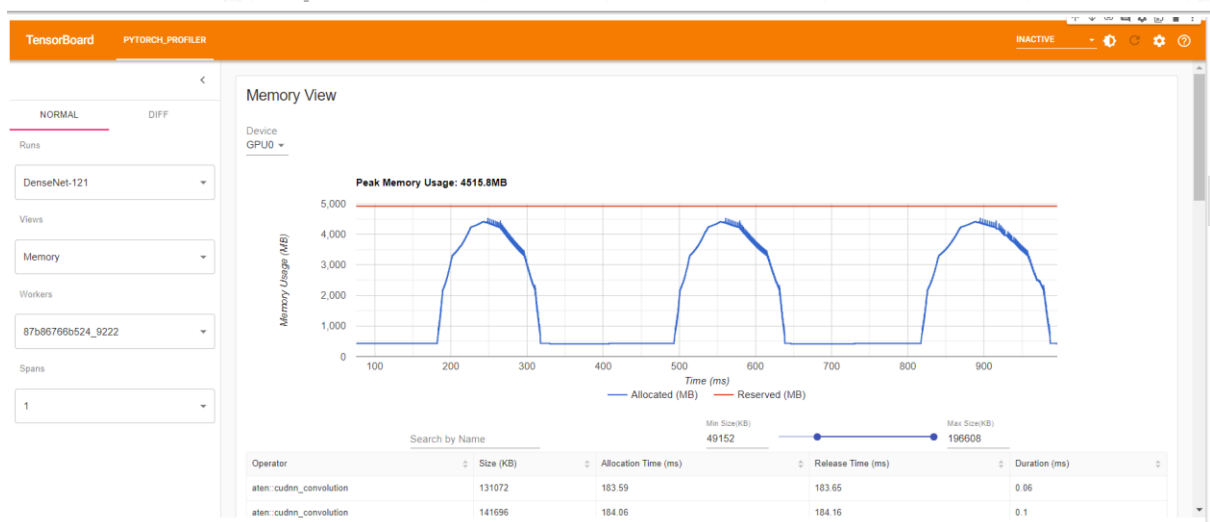 TensorBoard PYTORCH_PROFILER INACTIVE
NORMAL DIFF
Runs
DenseNet-121
Views
Memory
Workers
87b86766b524_9222
Spans
1
Memory View
Device
GPU0
Peak Memory Usage: 4515.8MB
Memory Usage (MB)
5,000
4,000
3,000
2,000
1,000
0
100 200 300 400 500 600 700 800 900
Time (ms)
Allocated (MB) Reserved (MB)
Search by Name
Min Size(KB)
49152
Max Size(KB)
196608
Operator Size (KB) Allocation Time (ms) Release Time (ms) Duration (ms)
aten::cudnn_convolution 131072 183.59 183.65 0.06
aten::cudnn_convolution 141696 184.06 184.16 0.1